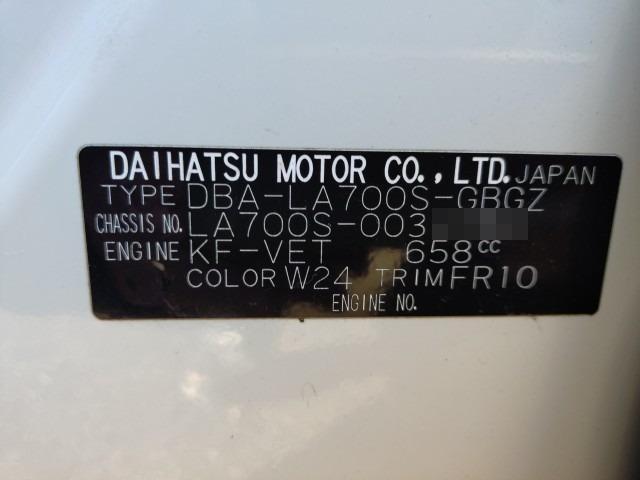 DAIHATSU MOTOR CO., LTD. JAPAN
TYPE DBA-LA700S-GBGZ
CHASSIS NO. LA700S-003
ENGINE KF-VET 658cc
COLOR W24 TRIM FR10
ENGINE NO.